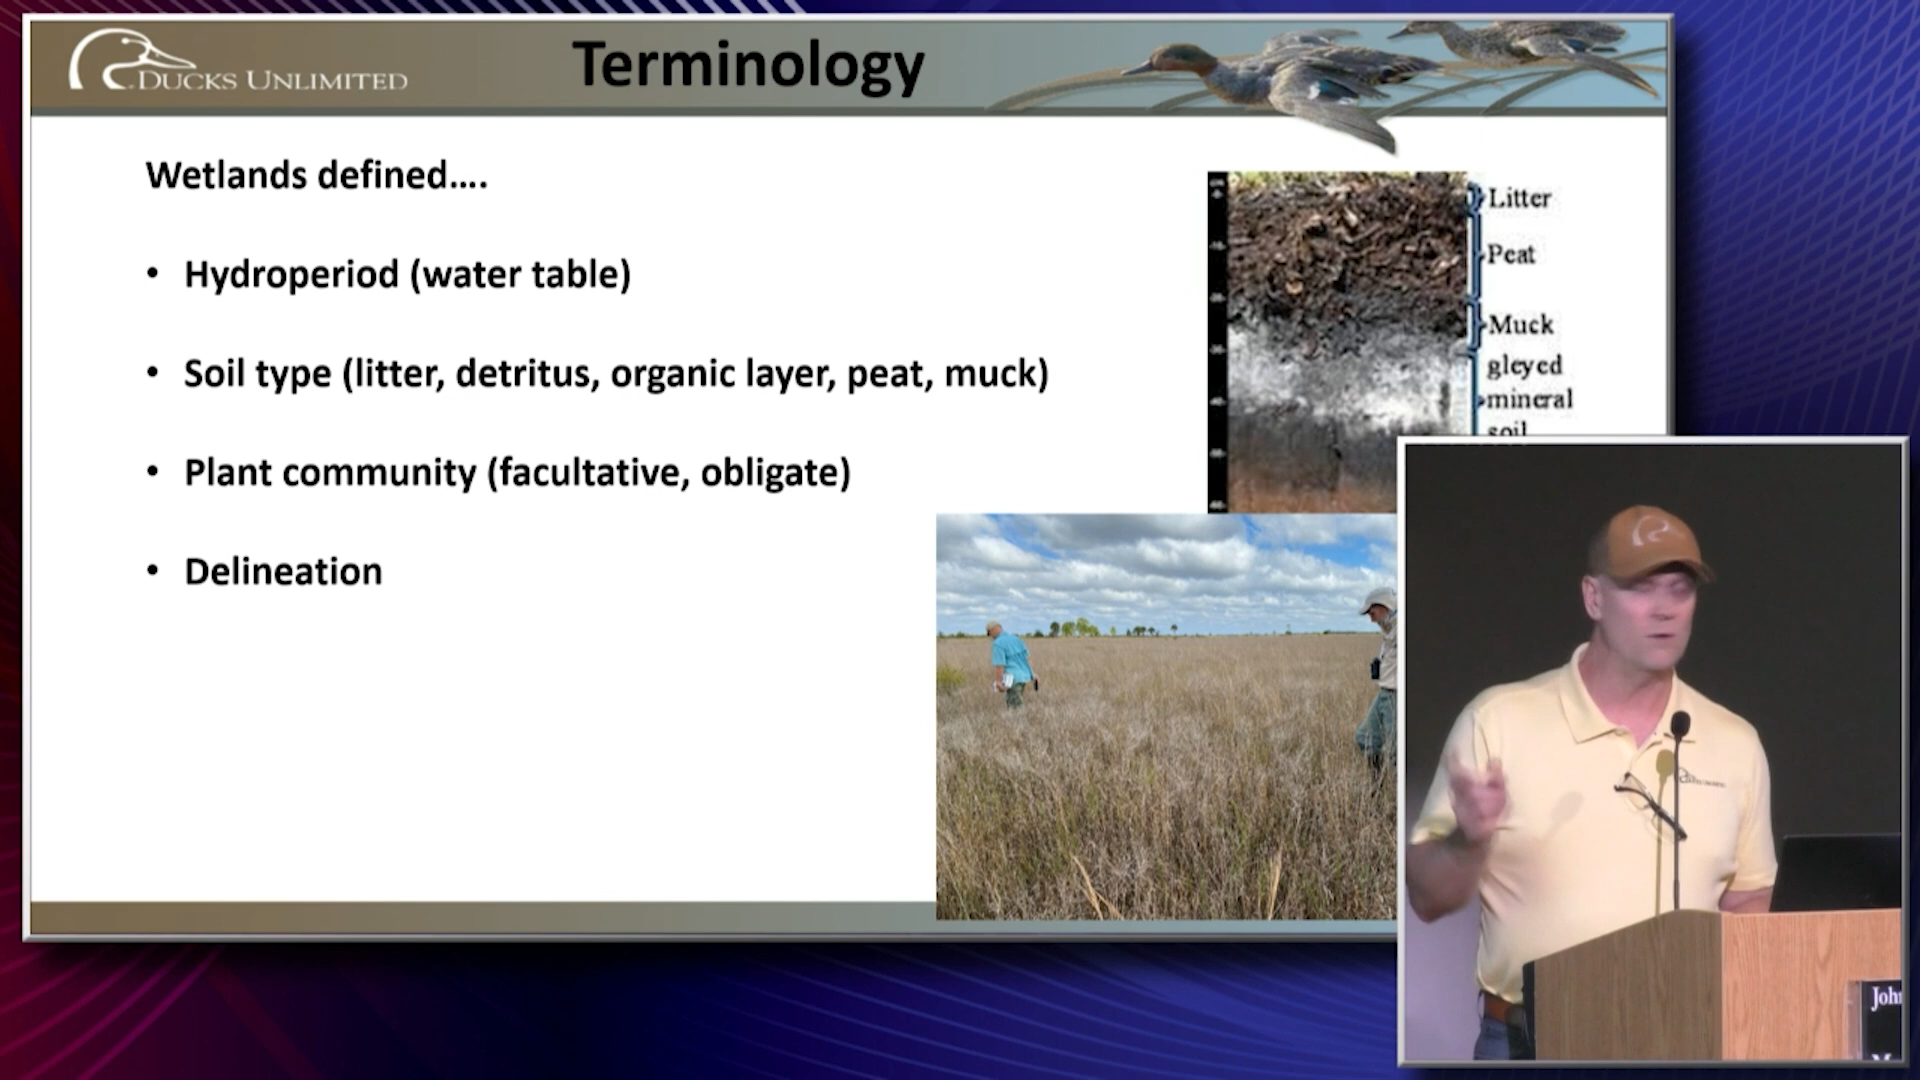 DUCKS UNLIMITED
Terminology
Wetlands defined....
• Hydroperiod (water table)
• Soil type (litter, detritus, organic layer, peat, muck)
• Plant community (facultative, obligate)
• Delineation
Litter
Peat
Muck
gleyed
mineral
soil